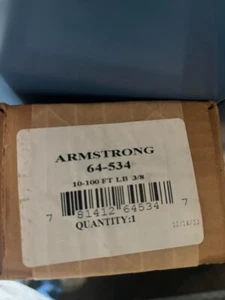 ARMSTRONG
64-534
10-100 FT LB 3/8
7 81412 64534 7
QUANTITY:1